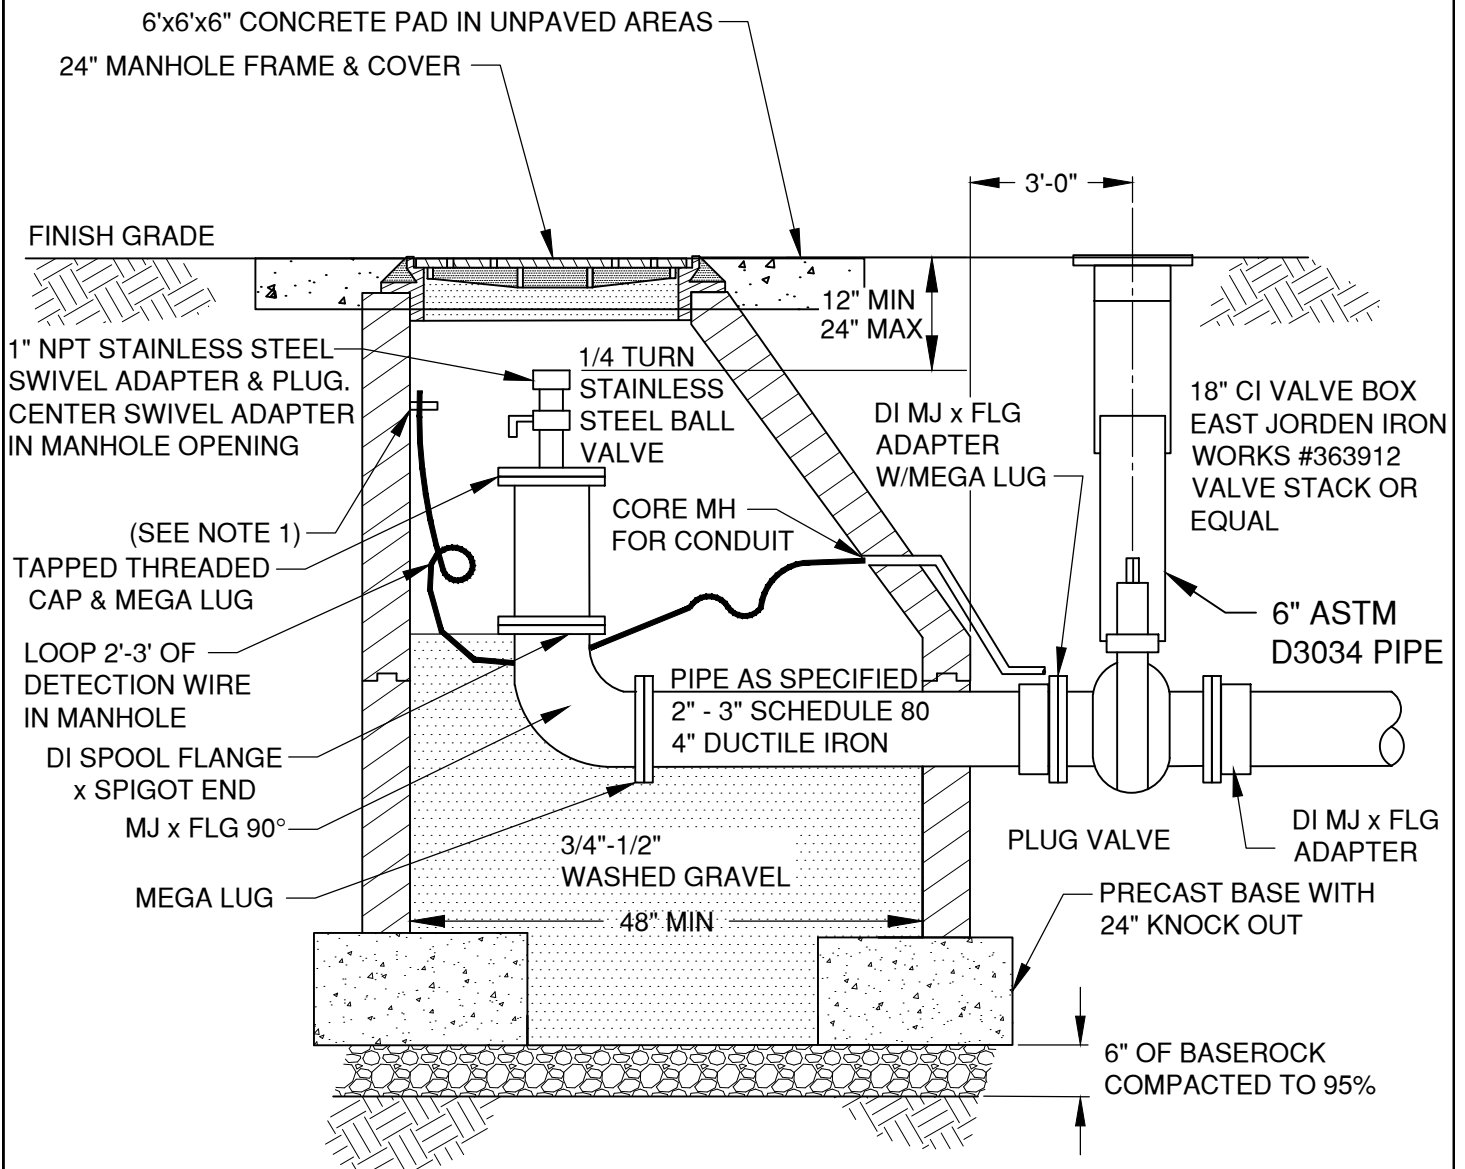 6'x6'x6" CONCRETE PAD IN UNPAVED AREAS
24" MANHOLE FRAME & COVER
3'-0"
FINISH GRADE
12" MIN
24" MAX
1" NPT STAINLESS STEEL
SWIVEL ADAPTER & PLUG.
CENTER SWIVEL ADAPTER
IN MANHOLE OPENING
1/4 TURN
STAINLESS
STEEL BALL
VALVE
DI MJ x FLG
ADAPTER
W/MEGA LUG
18" CI VALVE BOX
EAST JORDEN IRON
WORKS #363912
VALVE STACK OR
EQUAL
(SEE NOTE 1)
CORE MH
FOR CONDUIT
TAPPED THREADED
CAP & MEGA LUG
6" ASTM
D3034 PIPE
LOOP 2'-3' OF
DETECTION WIRE
IN MANHOLE
PIPE AS SPECIFIED
2" - 3" SCHEDULE 80
4" DUCTILE IRON
DI SPOOL FLANGE
x SPIGOT END
MJ x FLG 90°
PLUG VALVE
DI MJ x FLG
ADAPTER
3/4"-1/2"
WASHED GRAVEL
MEGA LUG
48" MIN
PRECAST BASE WITH
24" KNOCK OUT
6" OF BASEROCK
COMPACTED TO 95%